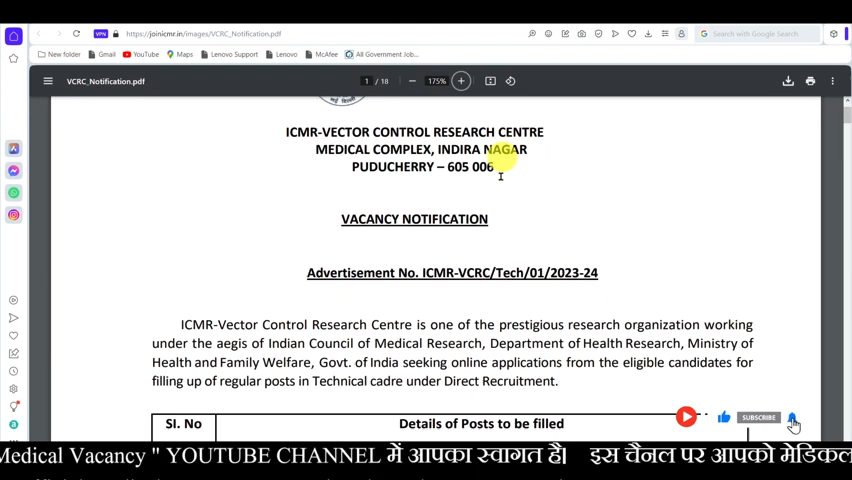 VPN https://joinicmr.in/images/VCRC_Notification.pdf
Search with Google Search
New folder Gmail YouTube Maps Lenovo Support Lenovo McAfee All Government Job...
VCRC_Notification.pdf 1 / 18 175%
ICMR-VECTOR CONTROL RESEARCH CENTRE
MEDICAL COMPLEX, INDIRA NAGAR
PUDUCHERRY – 605 006
VACANCY NOTIFICATION
Advertisement No. ICMR-VCRC/Tech/01/2023-24
ICMR-Vector Control Research Centre is one of the prestigious research organization working
under the aegis of Indian Council of Medical Research, Department of Health Research, Ministry of
Health and Family Welfare, Govt. of India seeking online applications from the eligible candidates for
filling up of regular posts in Technical cadre under Direct Recruitment.
Sl. No Details of Posts to be filled
SUBSCRIBE
Medical Vacancy " YOUTUBE CHANNEL में आपका स्वागत है। इस चैनल पर आपको मेडिकल